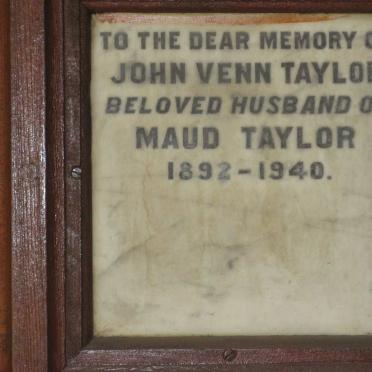 TO THE DEAR MEMORY O
JOHN VENN TAYLO
BELOVED HUSBAND O
MAUD TAYLOR
1892-1940.